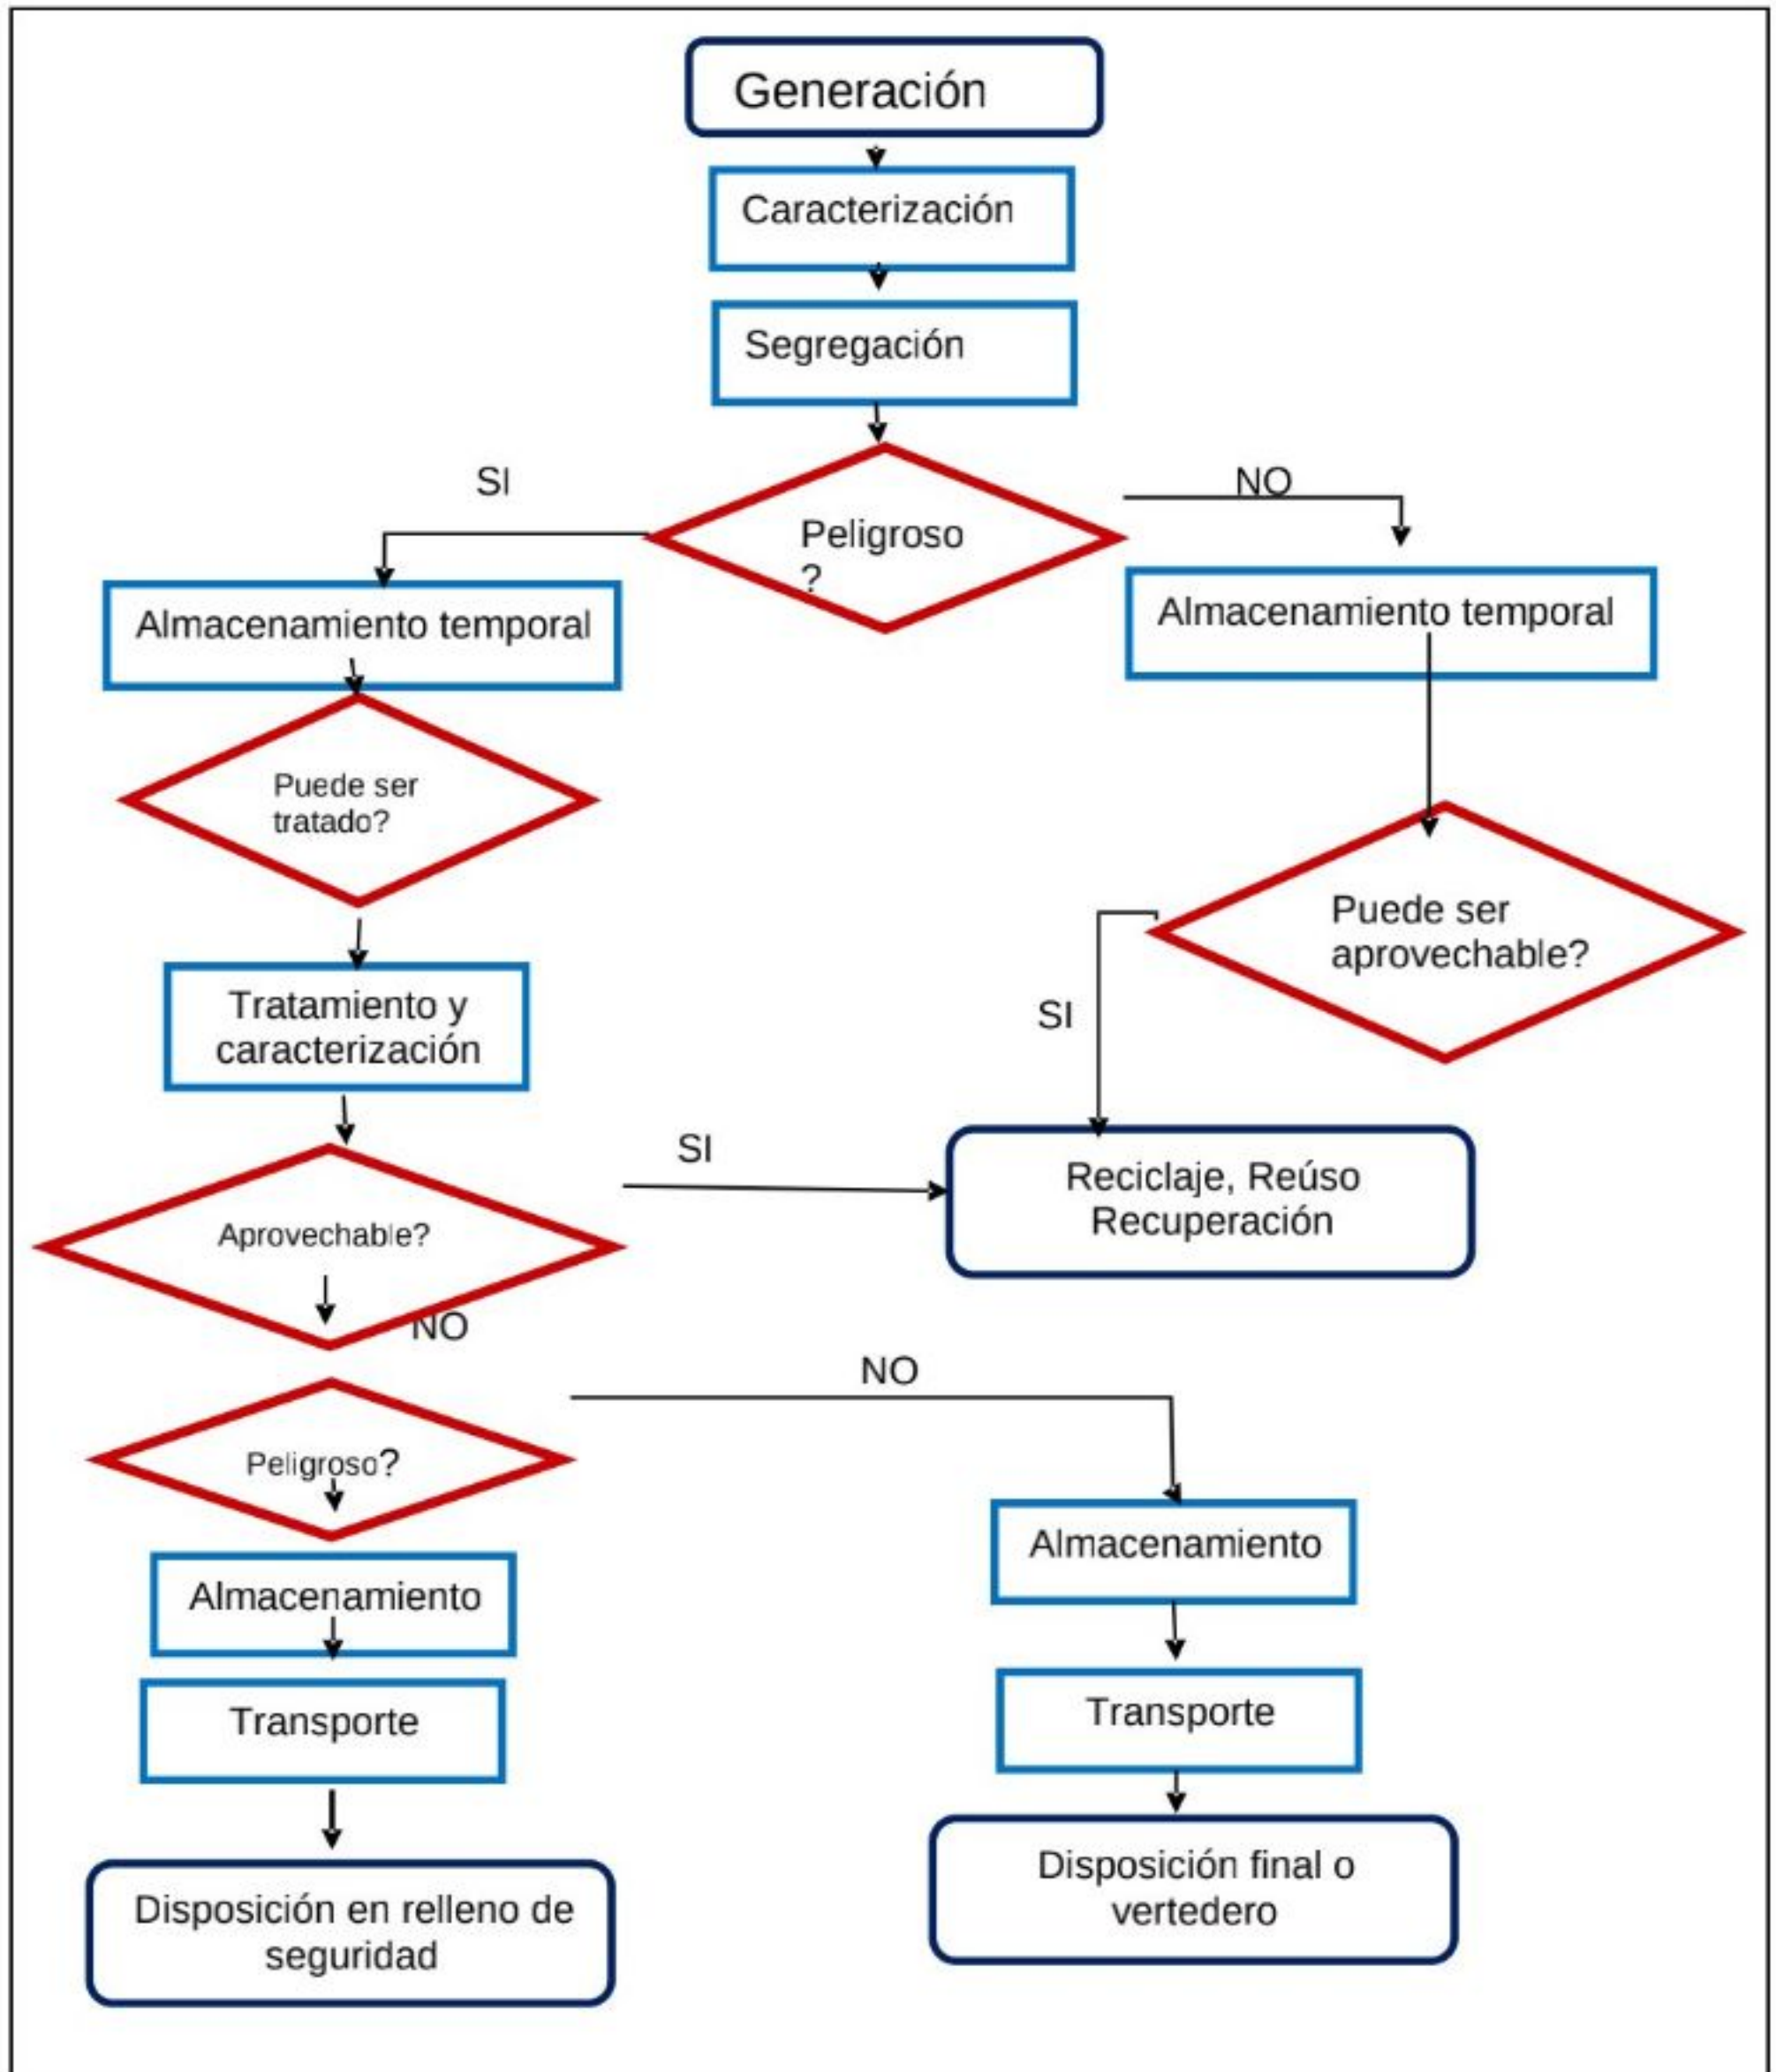 Generación
Caracterización
Segregación
SI
NO
Peligroso
?
Almacenamiento temporal
Almacenamiento temporal
Puede ser
tratado?
Puede ser
aprovechable?
Tratamiento y
caracterización
SI
SI
Reciclaje, Reúso
Recuperación
Aprovechable?
NO
NO
Peligroso?
Almacenamiento
Almacenamiento
Transporte
Transporte
Disposición final o
vertedero
Disposición en relleno de
seguridad